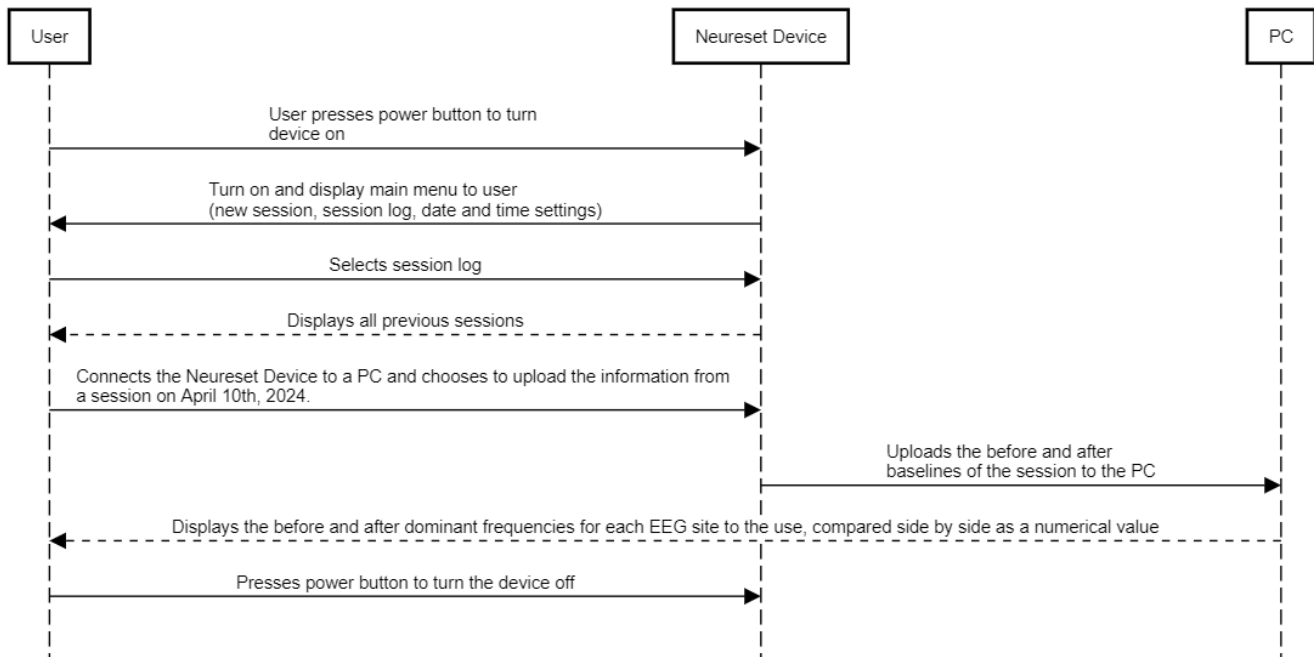 User
Neureset Device
PC
User presses power button to turn
device on
Turn on and display main menu to user
(new session, session log, date and time settings)
Selects session log
Displays all previous sessions
Connects the Neureset Device to a PC and chooses to upload the information from
a session on April 10th, 2024.
Uploads the before and after
baselines of the session to the PC
Displays the before and after dominant frequencies for each EEG site to the use, compared side by side as a numerical value
Presses power button to turn the device off